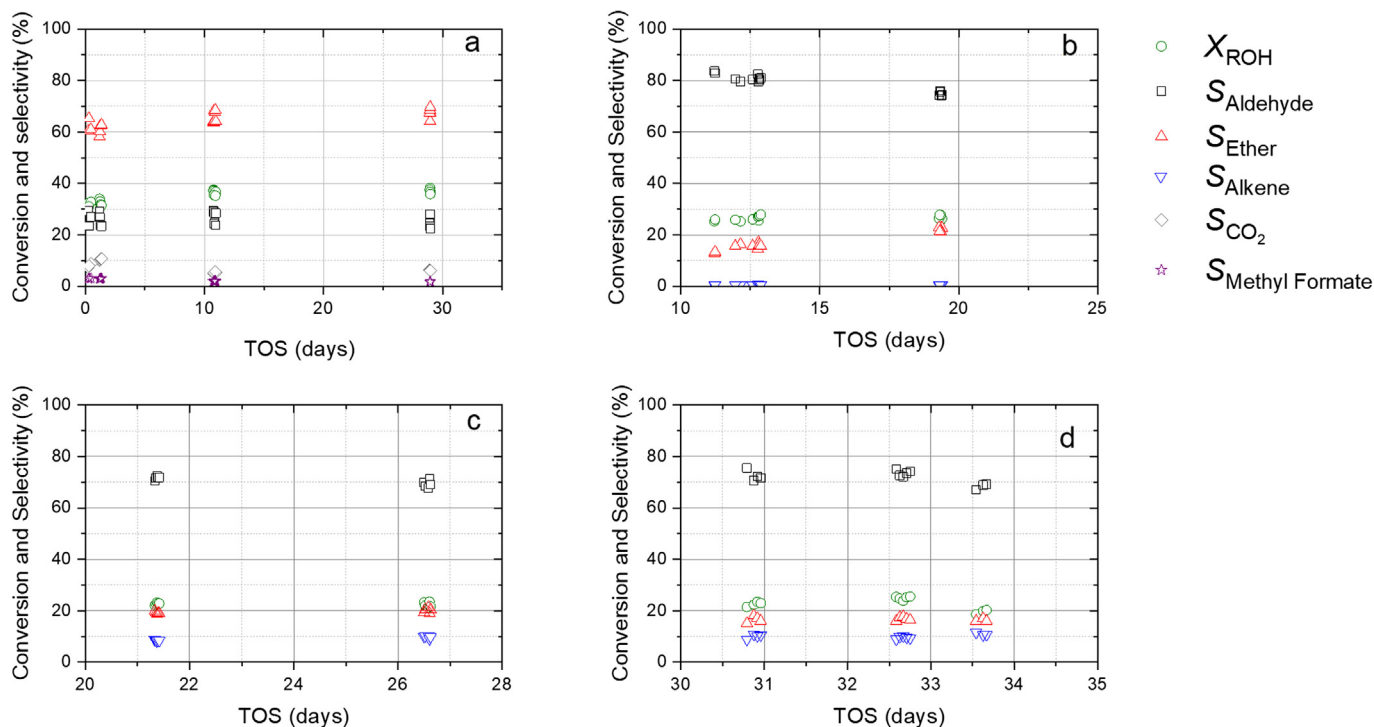 a
Conversion and selectivity (%)
100
80
60
40
20
0
0 10 20 30
TOS (days)
b
Conversion and Selectivity (%)
100
80
60
40
20
0
10 15 20 25
TOS (days)
X_ROH
S_Aldehyde
S_Ether
S_Alkene
S_CO₂
S_Methyl Formate
c
Conversion and Selectivity (%)
100
80
60
40
20
0
20 22 24 26 28
TOS (days)
d
Conversion and Selectivity (%)
100
80
60
40
20
0
30 31 32 33 34 35
TOS (days)